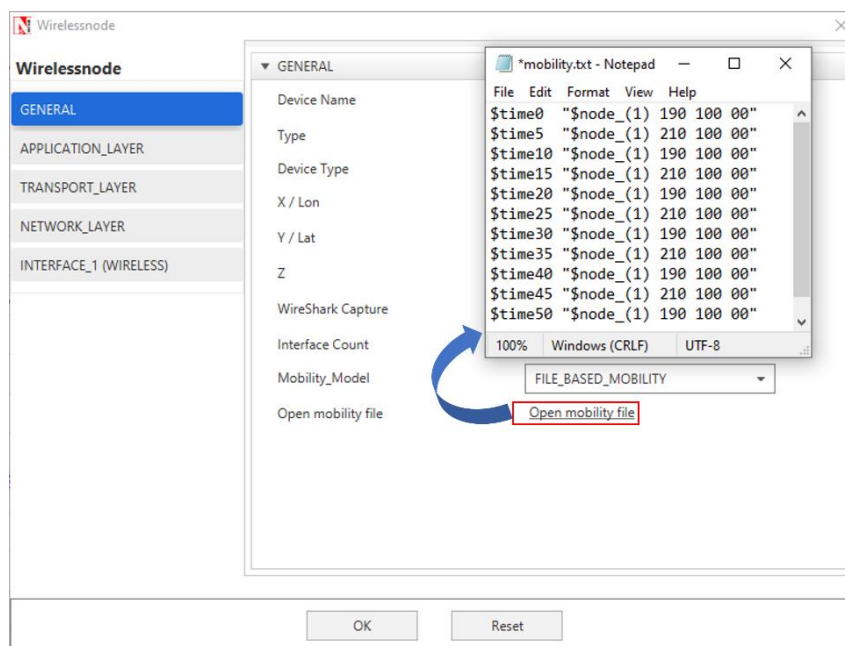 Wirelessnode
Wirelessnode
GENERAL
APPLICATION_LAYER
TRANSPORT_LAYER
NETWORK_LAYER
INTERFACE_1 (WIRELESS)
GENERAL
Device Name
Type
Device Type
X / Lon
Y / Lat
Z
WireShark Capture
Interface Count
Mobility_Model
FILE_BASED_MOBILITY
Open mobility file
Open mobility file
*mobility.txt - Notepad
File Edit Format View Help
$time0 "$node_(1) 190 100 00"
$time5 "$node_(1) 210 100 00"
$time10 "$node_(1) 190 100 00"
$time15 "$node_(1) 210 100 00"
$time20 "$node_(1) 190 100 00"
$time25 "$node_(1) 210 100 00"
$time30 "$node_(1) 190 100 00"
$time35 "$node_(1) 210 100 00"
$time40 "$node_(1) 190 100 00"
$time45 "$node_(1) 210 100 00"
$time50 "$node_(1) 190 100 00"
100% Windows (CRLF) UTF-8
OK
Reset